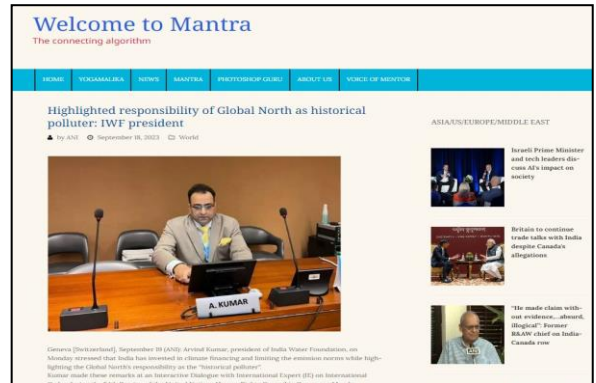 Welcome to Mantra
The connecting algorithm
HOME YOGAMALIKA NEWS MANTRA PHOTOSHOP GURU ABOUT US VOICE OF MENTOR
Highlighted responsibility of Global North as historical
polluter: IWF president
by ANI September 18, 2023 World
A. KUMAR
Geneva [Switzerland], September 19 (ANI): Arvind Kumar, president of India Water Foundation, on
Monday stressed that India has invested in climate financing and limiting the emission norms while high-
lighting the Global North's responsibility as the "historical polluter".
Kumar made these remarks at an Interactive Dialogue with International Expert (IE) on International
ASIA/US/EUROPE/MIDDLE EAST
Israeli Prime Minister
and tech leaders dis-
cuss AI's impact on
society
Britain to continue
trade talks with India
despite Canada's
allegations
"He made claim with-
out evidence,..absurd,
illogical": Former
R&AW chief on India-
Canada row